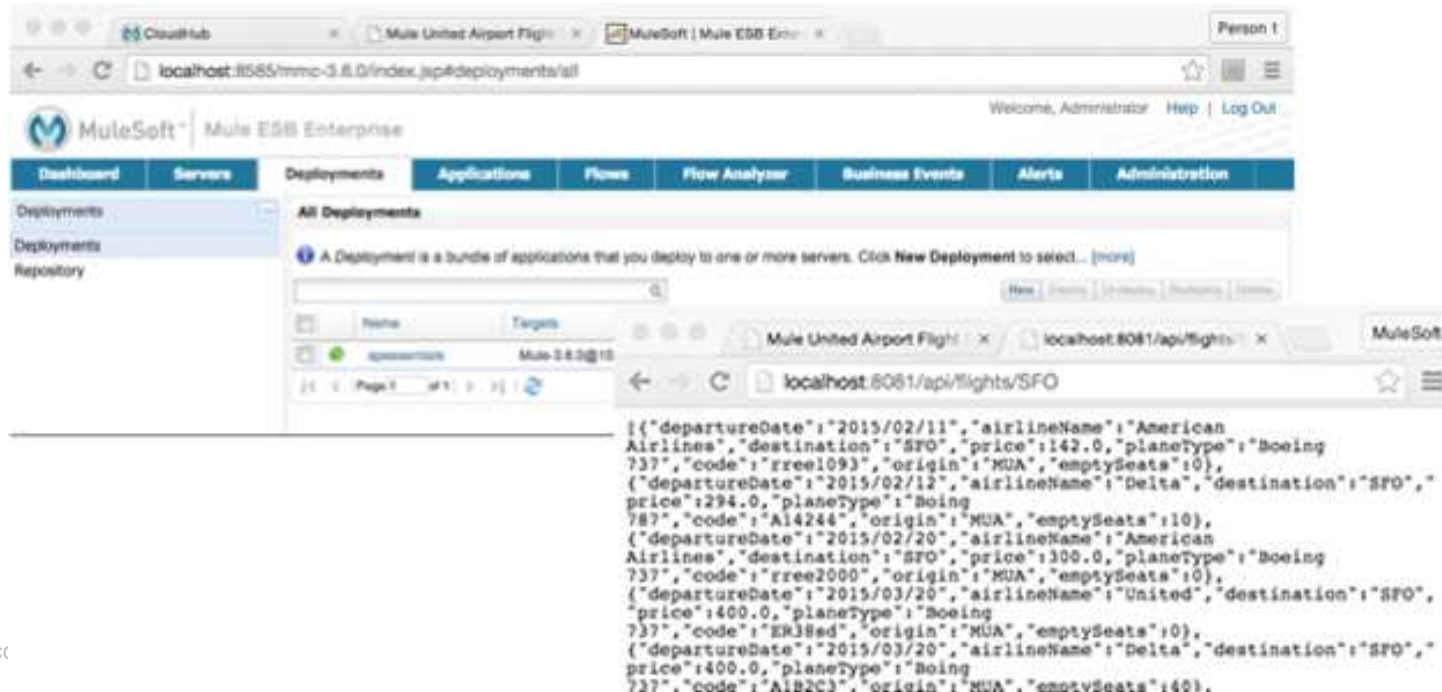 CloudHub
Mule United Airport Flight
MuleSoft | Mule ESB Enter
Person 1
localhost:8585/mmc-3.6.0/index.jsp#deployments/all
Welcome, Administrator Help | Log Out
MuleSoft Mule ESB Enterprise
Dashboard Servers Deployments Applications Flows Flow Analyzer Business Events Alerts Administration
Deployments
All Deployments
Deployments
Repository
A Deployment is a bundle of applications that you deploy to one or more servers. Click New Deployment to select... [more]
New
Name Targets
apessentials Mule-3.6.0@10
Page 1 of 1
Mule United Airport Flight
localhost:8081/api/flights/
MuleSoft
localhost:8081/api/flights/SFO
[{"departureDate":"2015/02/11","airlineName":"American
Airlines","destination":"SFO","price":142.0,"planeType":"Boeing
737","code":"rree1093","origin":"MUA","emptySeats":0},
{"departureDate":"2015/02/12","airlineName":"Delta","destination":"SFO","
price":294.0,"planeType":"Boing
787","code":"A14244","origin":"MUA","emptySeats":10},
{"departureDate":"2015/02/20","airlineName":"American
Airlines","destination":"SFO","price":300.0,"planeType":"Boeing
737","code":"rree2000","origin":"MUA","emptySeats":0},
{"departureDate":"2015/03/20","airlineName":"United","destination":"SFO",
"price":400.0,"planeType":"Boeing
737","code":"ER38sd","origin":"MUA","emptySeats":0},
{"departureDate":"2015/03/20","airlineName":"Delta","destination":"SFO","
price":400.0,"planeType":"Boing
737","code":"A1B2C3","origin":"MUA","emptySeats":40},